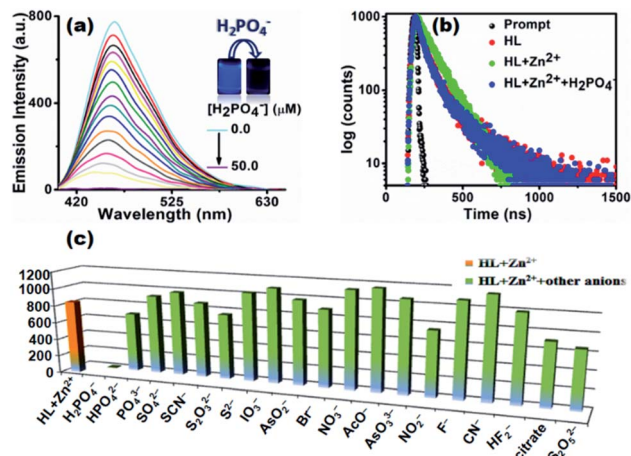 (a)
H₂PO₄⁻
[H₂PO₄⁻] (μM)
0.0
50.0
800
400
0
Emission Intensity (a.u.)
420
525
630
Wavelength (nm)
(b)
Prompt
HL
HL+Zn²⁺
HL+Zn²⁺+H₂PO₄⁻
1000
100
10
log (counts)
0
500
1000
1500
Time (ns)
(c)
HL+Zn²⁺
HL+Zn²⁺+other anions
1200
1000
800
600
400
200
0
HL+Zn²⁺
H₂PO₄⁻
HPO₄²⁻
PO₄³⁻
SO₄²⁻
SCN⁻
S₂O₃²⁻
S²⁻
IO₃⁻
AsO₂⁻
Br⁻
NO₃⁻
AcO⁻
AsO₃³⁻
NO₂⁻
F⁻
CN⁻
HF₂⁻
citrate
S₂O₅²⁻